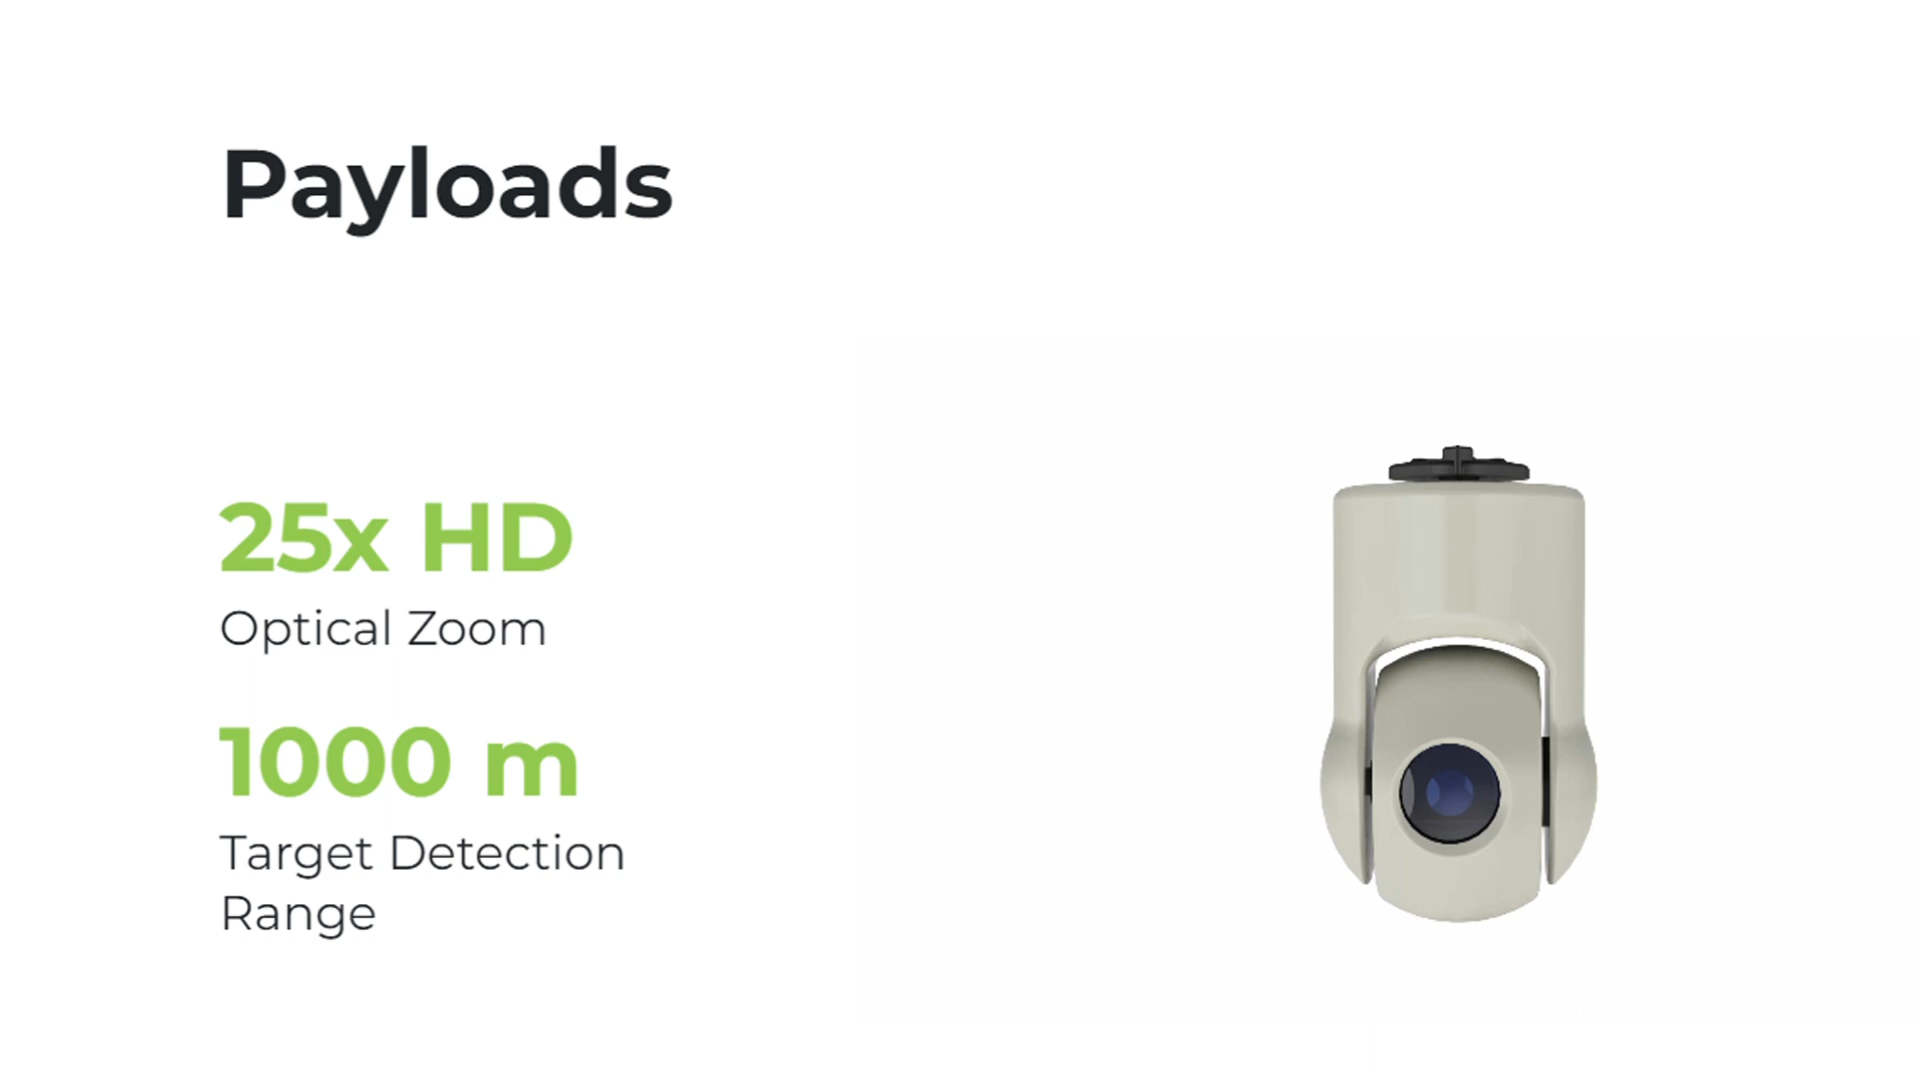 Payloads
25x HD
Optical Zoom
1000 m
Target Detection
Range